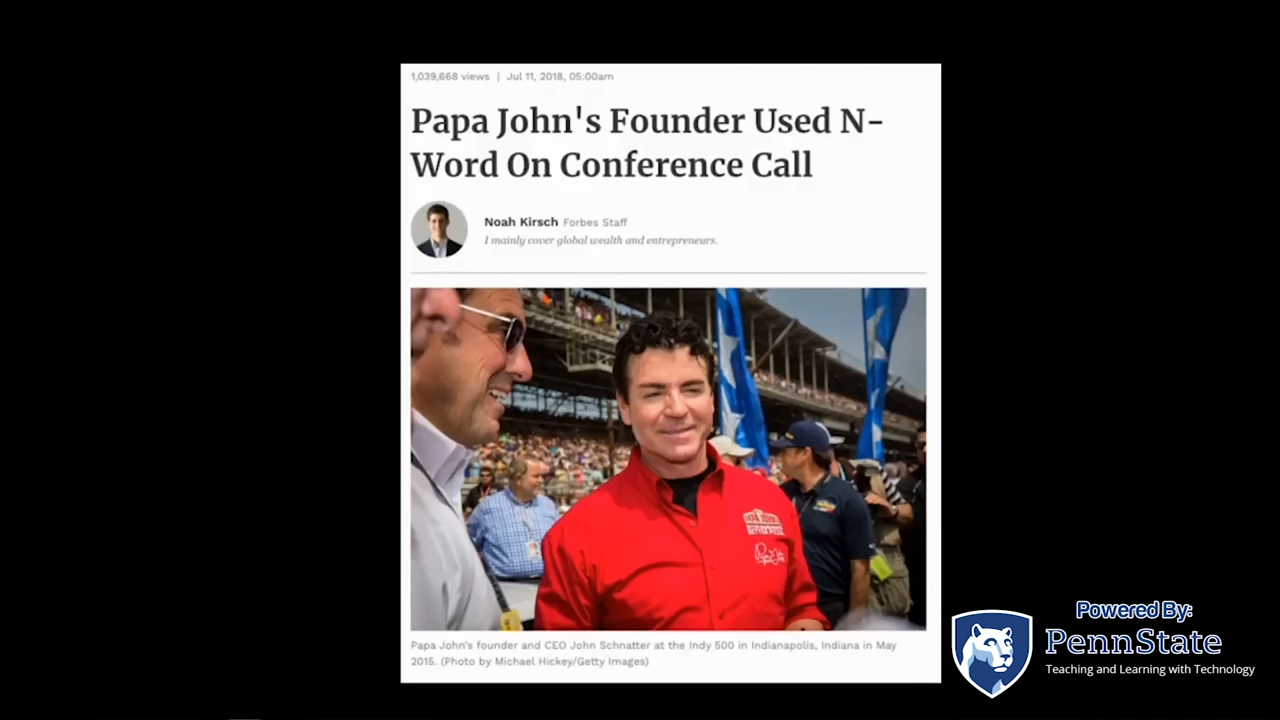 1,039,668 views | Jul 11, 2018, 05:00am
Papa John's Founder Used N-
Word On Conference Call
Noah Kirsch Forbes Staff
I mainly cover global wealth and entrepreneurs.
Papa John's founder and CEO John Schnatter at the Indy 500 in Indianapolis, Indiana in May
2015. (Photo by Michael Hickey/Getty Images)
Powered By:
PennState
Teaching and Learning with Technology